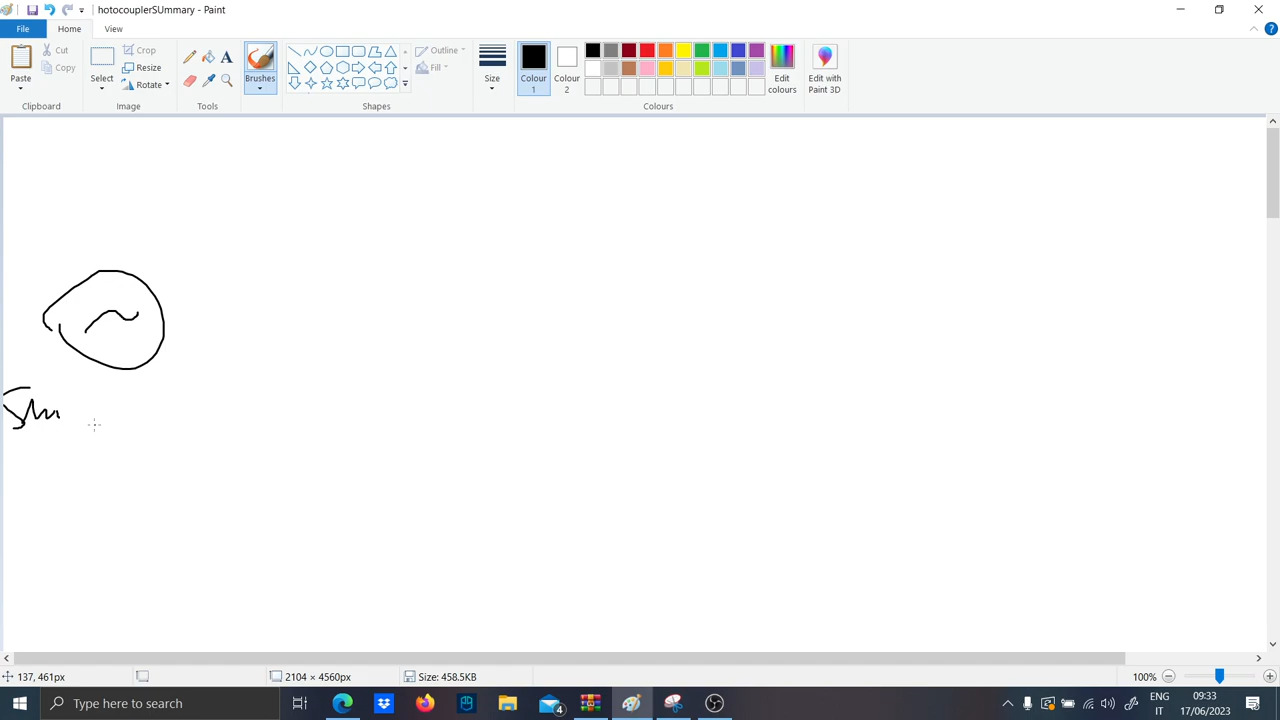 hotocouplerSUmmary - Paint
File Home View
Paste
Cut
Copy
Clipboard
Select
Crop
Resize
Rotate
Image
Tools
Brushes
Shapes
Outline
Fill
Size
Colour 1
Colour 2
Edit colours
Colours
Edit with Paint 3D
137, 461px
2104 × 4560px
Size: 458.5KB
100%
Type here to search
4
ENG
IT
09:33
17/06/2023
2